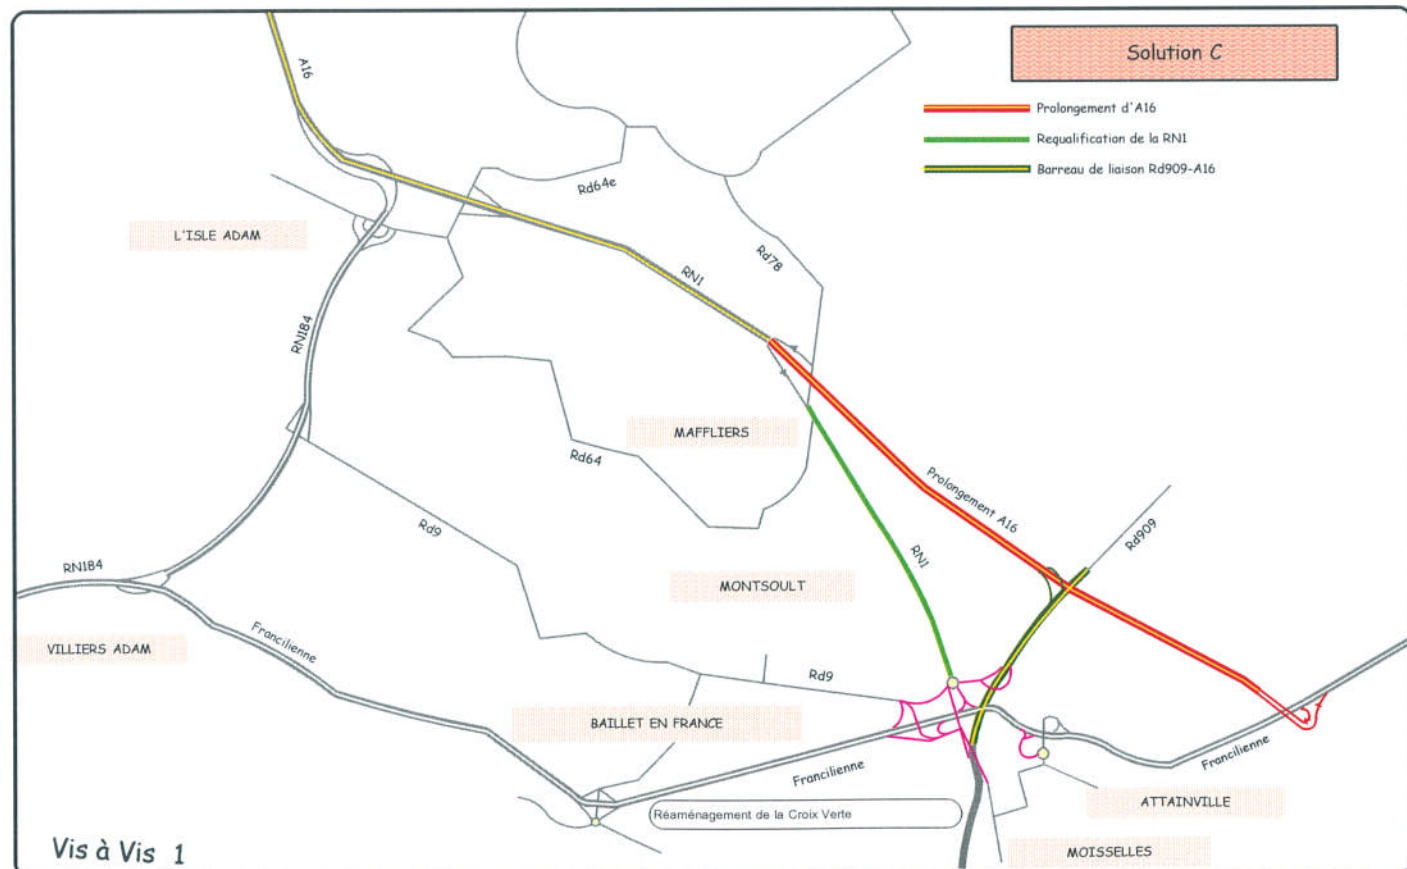 Solution C
Prolongement d'A16
Requalification de la RN1
Barreau de liaison Rd909-A16
A16
Rd64e
L'ISLE ADAM
Rd78
RN1
RN184
MAFFLIERS
Rd64
Prolongement A16
Rd9
Rd909
RN1
RN184
MONTSOULT
Francilienne
VILLIERS ADAM
Rd9
BAILLET EN FRANCE
Francilienne
Francilienne
ATTAINVILLE
Réaménagement de la Croix Verte
MOISSELLES
Vis à Vis 1